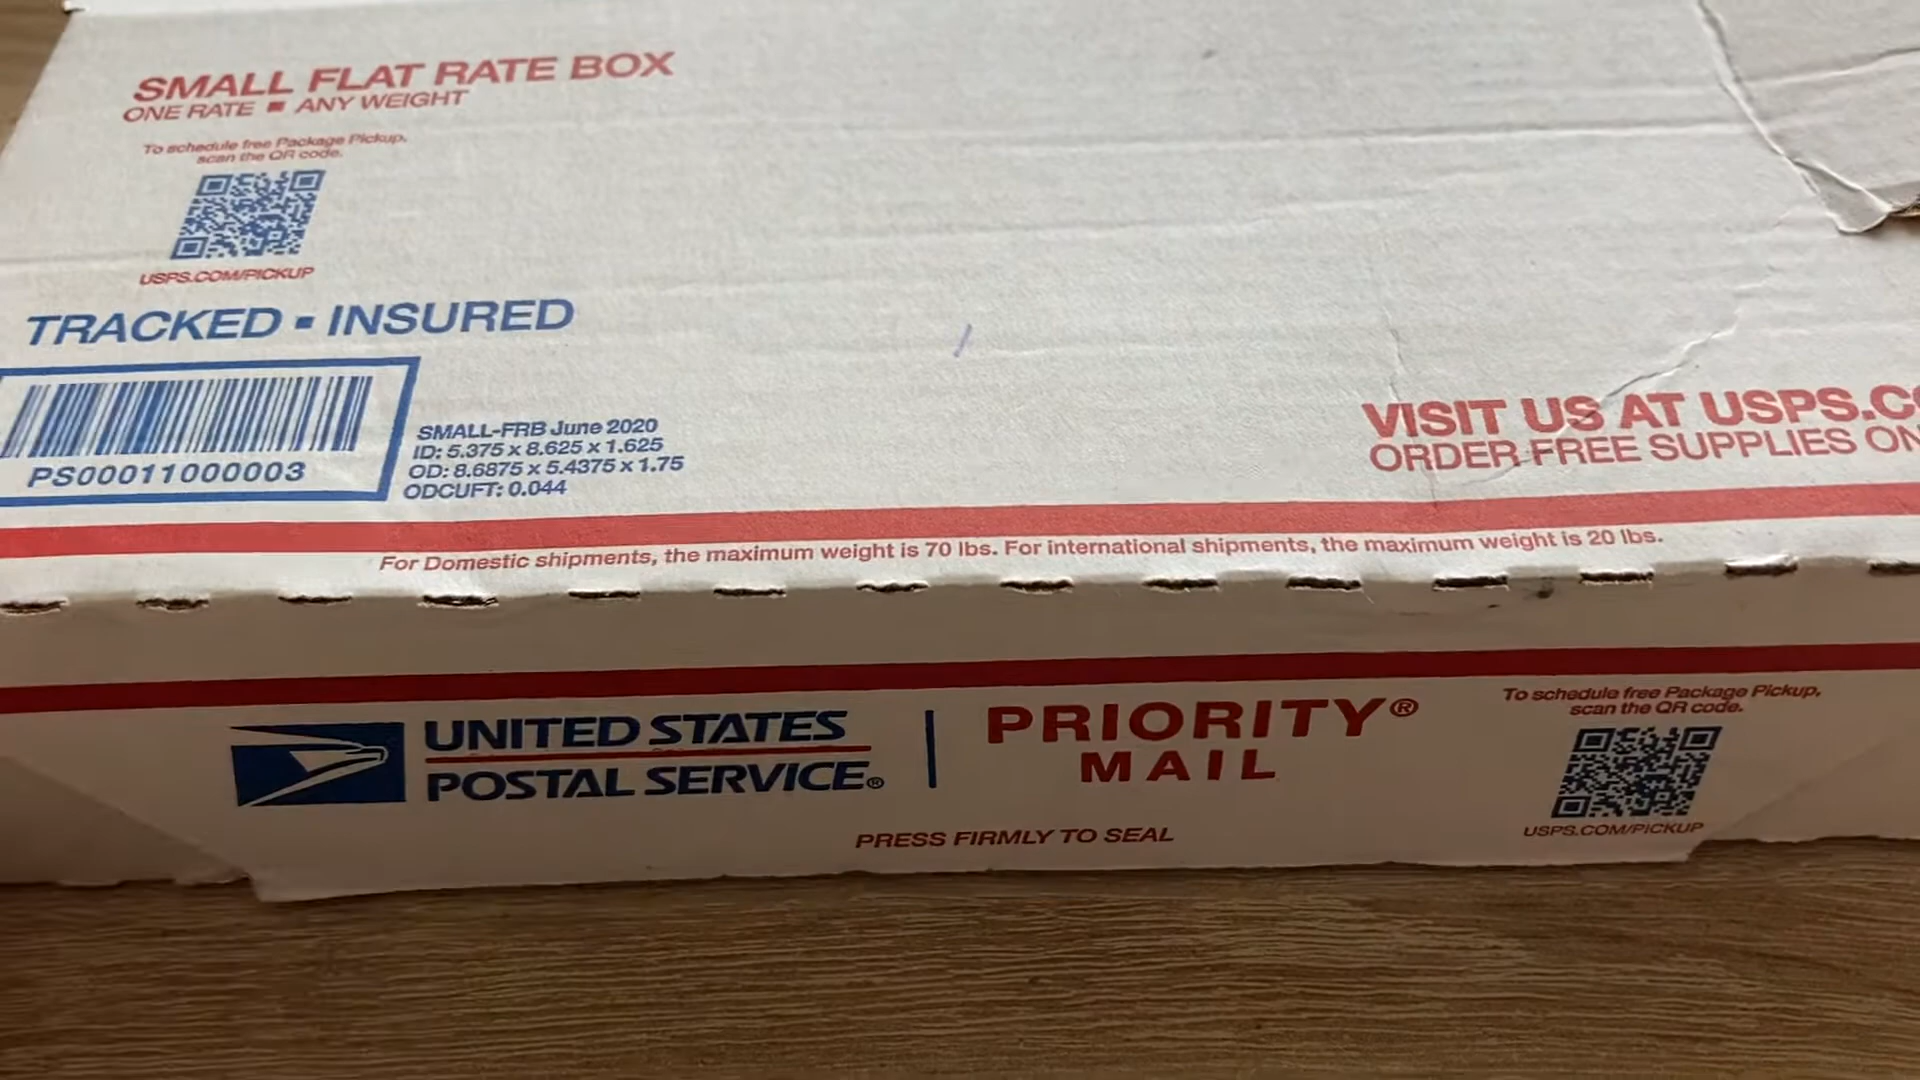 SMALL FLAT RATE BOX
ONE RATE ■ ANY WEIGHT
To schedule free Package Pickup,
scan the QR code.
USPS.COM/PICKUP
TRACKED ▪ INSURED
PS00011000003
SMALL-FRB June 2020
ID: 5.375 x 8.625 x 1.625
OD: 8.6875 x 5.4375 x 1.75
ODCUFT: 0.044
VISIT US AT USPS.C
ORDER FREE SUPPLIES ON
For Domestic shipments, the maximum weight is 70 lbs. For international shipments, the maximum weight is 20 lbs.
UNITED STATES
POSTAL SERVICE®
PRIORITY®
MAIL
To schedule free Package Pickup,
scan the QR code.
USPS.COM/PICKUP
PRESS FIRMLY TO SEAL